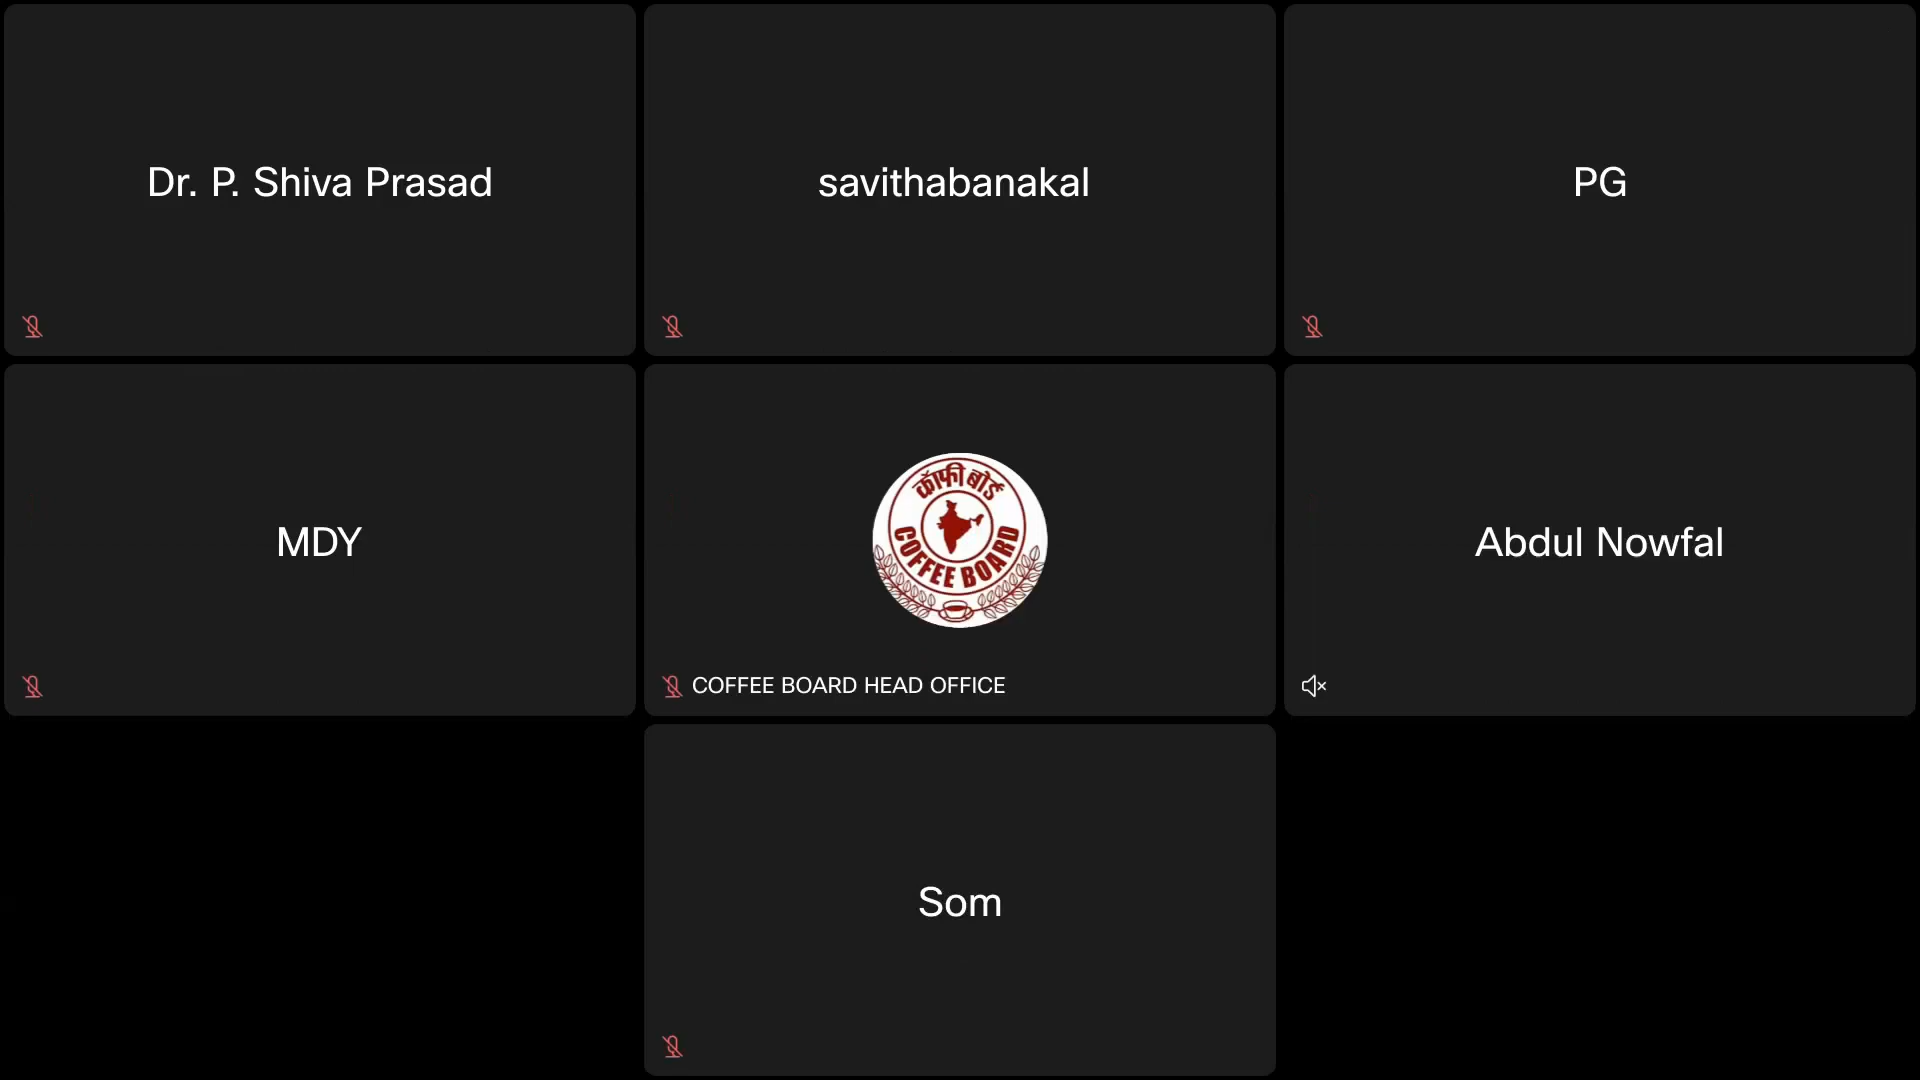 Dr. P. Shiva Prasad
savithabanakal
PG
MDY
कॉफी बोर्ड
COFFEE BOARD
COFFEE BOARD HEAD OFFICE
Abdul Nowfal
Som